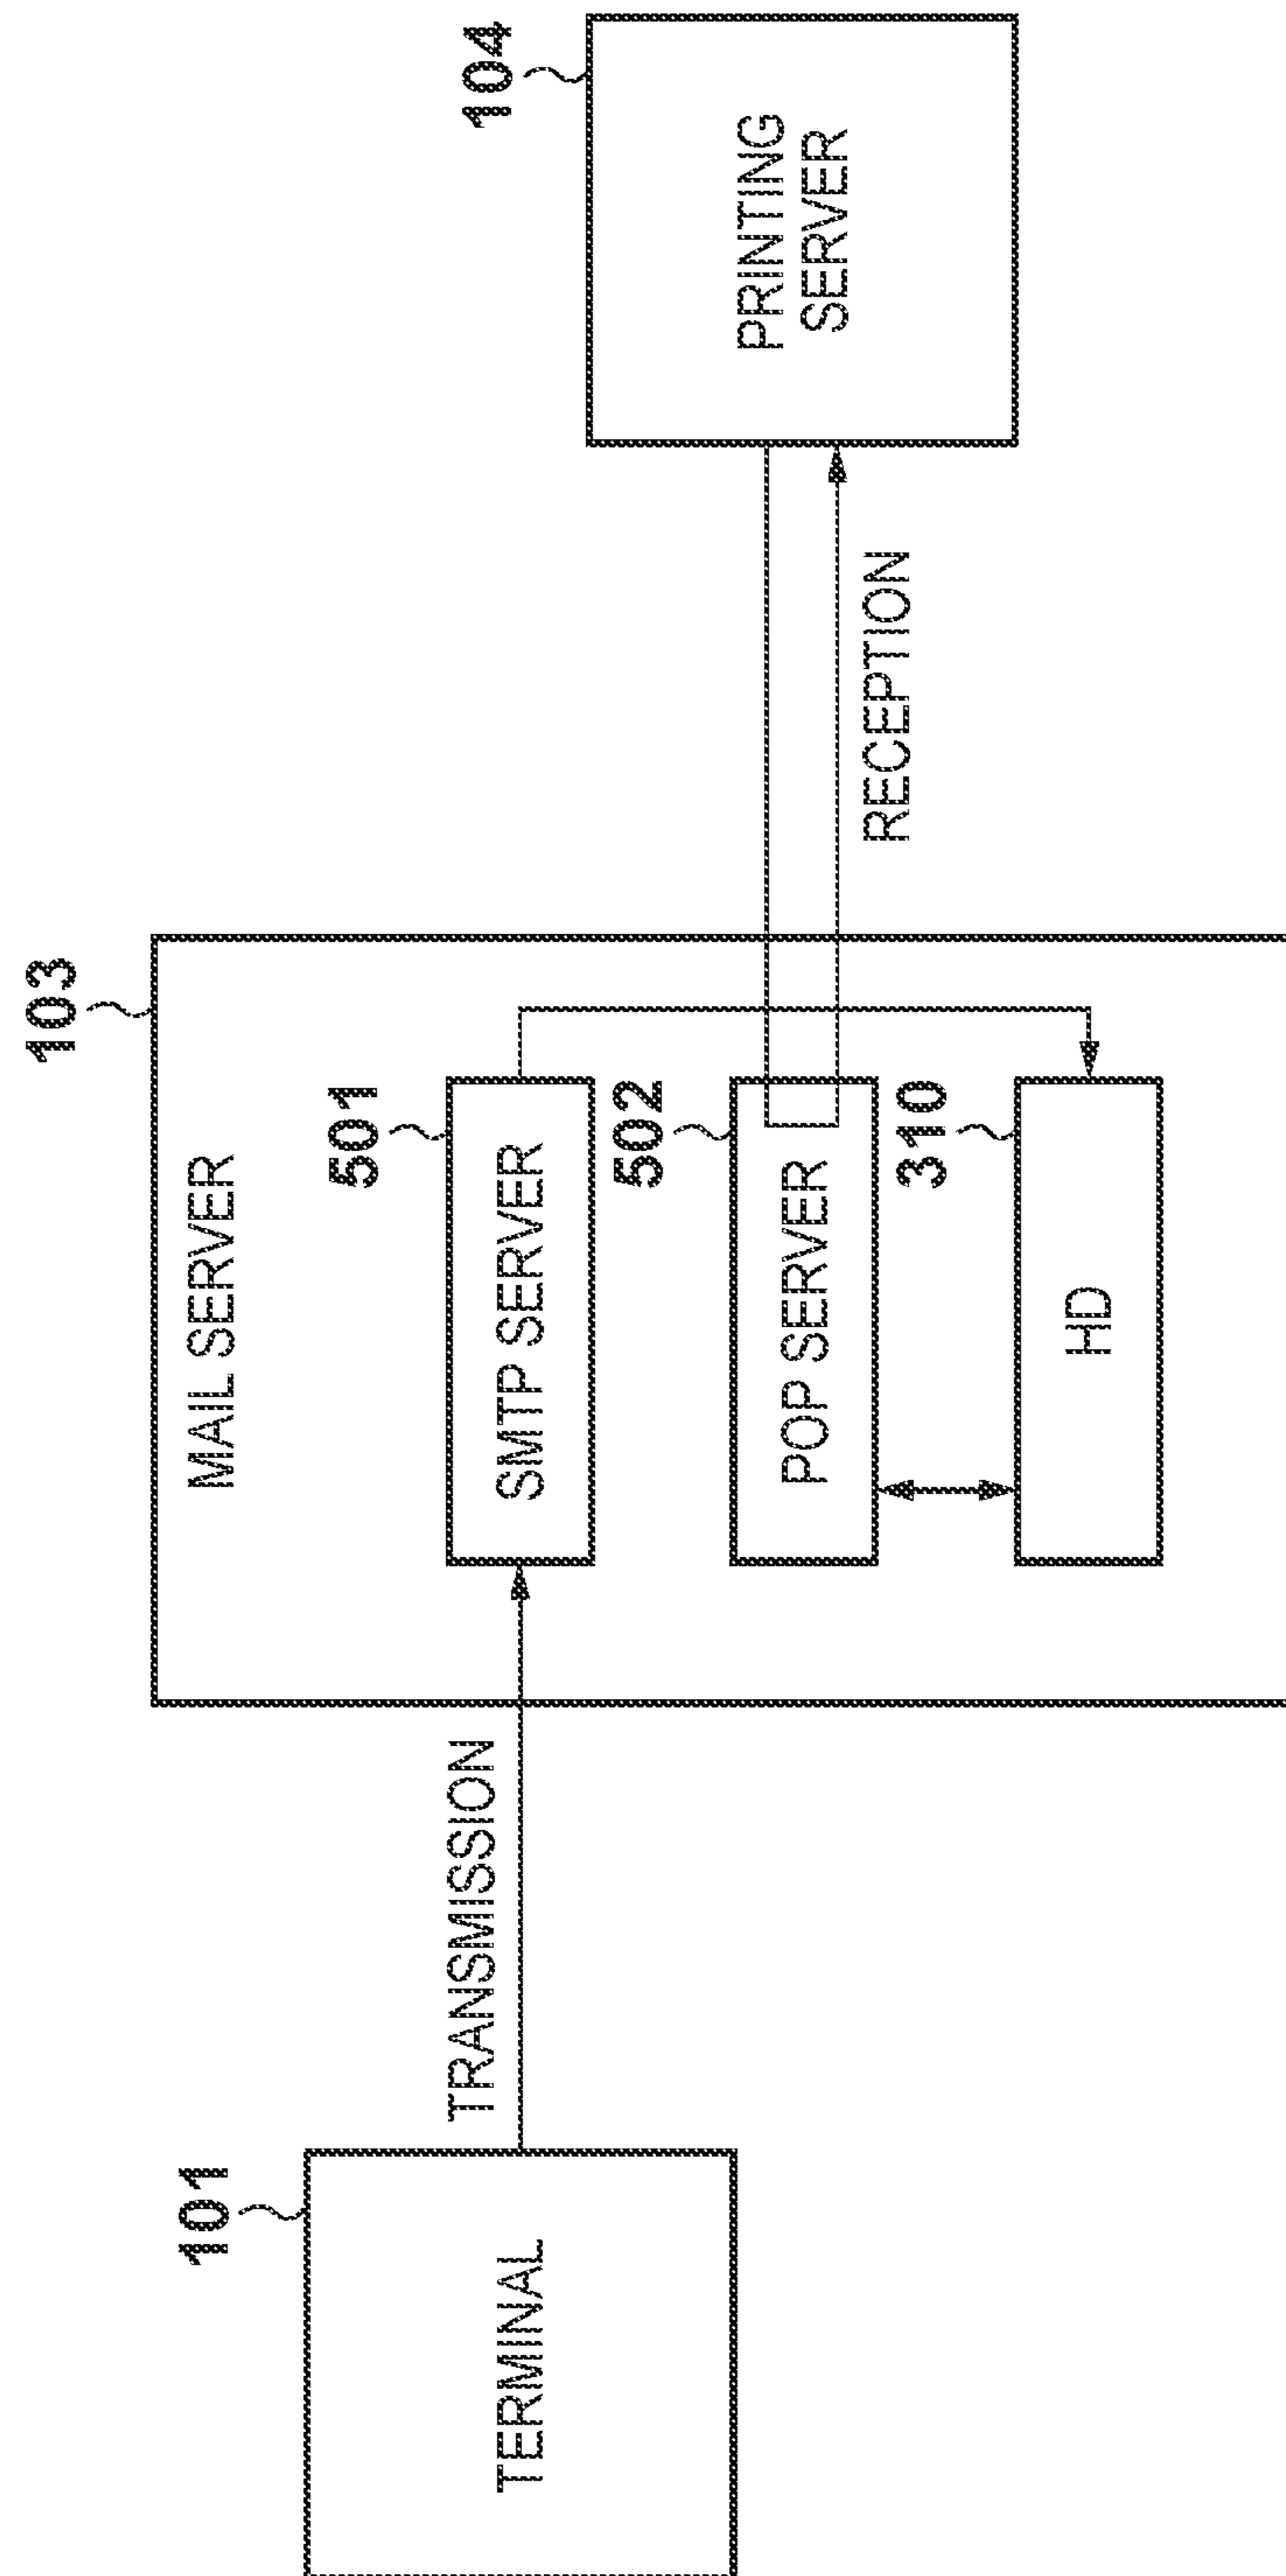 101
TERMINAL
TRANSMISSION
103
MAIL SERVER
501
SMTP SERVER
502
POP SERVER
310
HD
RECEPTION
104
PRINTING
SERVER